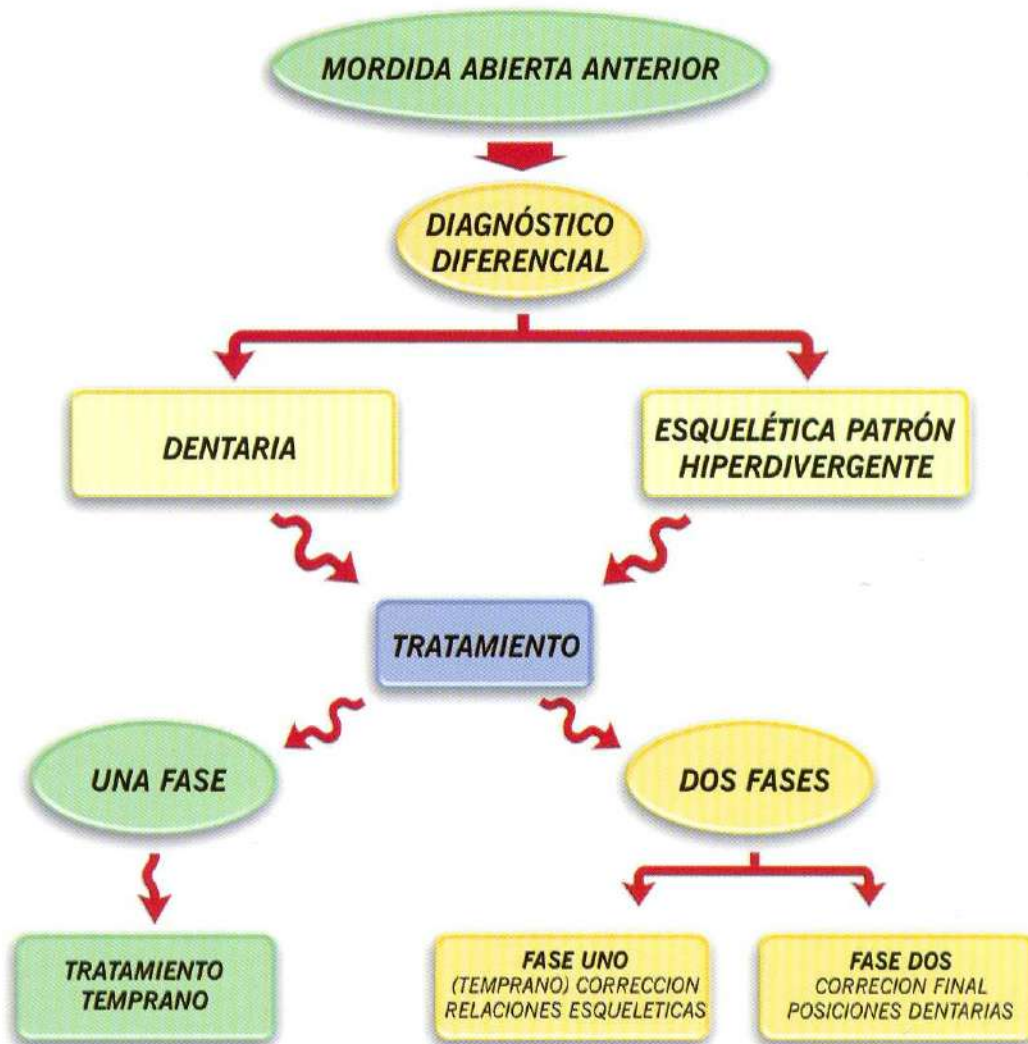 MORDIDA ABIERTA ANTERIOR
DIAGNÓSTICO
DIFERENCIAL
DENTARIA
ESQUELÉTICA PATRÓN
HIPERDIVERGENTE
TRATAMIENTO
UNA FASE
DOS FASES
TRATAMIENTO
TEMPRANO
FASE UNO
(TEMPRANO) CORRECCION
RELACIONES ESQUELETICAS
FASE DOS
CORRECION FINAL
POSICIONES DENTARIAS